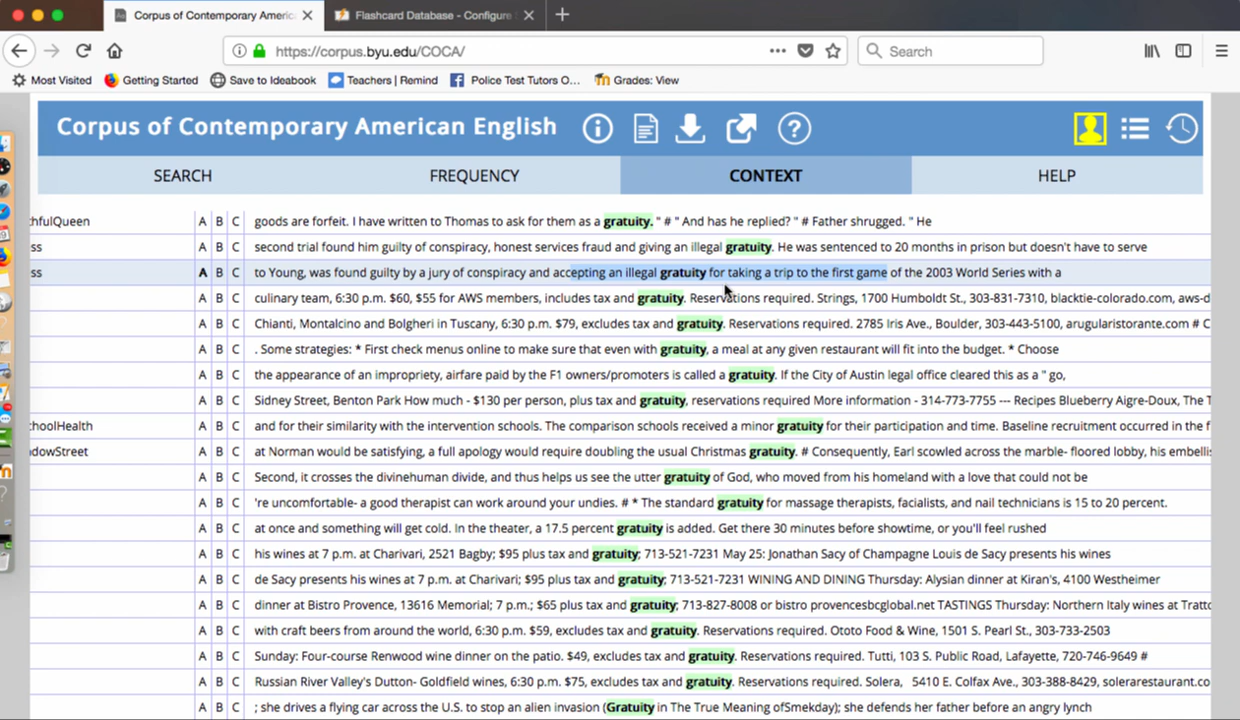 Corpus of Contemporary Americ
Flashcard Database - Configure
https://corpus.byu.edu/COCA/
Search
Most Visited Getting Started Save to Ideabook Teachers | Remind Police Test Tutors O... Grades: View
Corpus of Contemporary American English
SEARCH FREQUENCY CONTEXT HELP
hfulQueen A B C goods are forfeit. I have written to Thomas to ask for them as a gratuity. " # " And has he replied? " # Father shrugged. " He
ss A B C second trial found him guilty of conspiracy, honest services fraud and giving an illegal gratuity. He was sentenced to 20 months in prison but doesn't have to serve
ss A B C to Young, was found guilty by a jury of conspiracy and accepting an illegal gratuity for taking a trip to the first game of the 2003 World Series with a
A B C culinary team, 6:30 p.m. $60, $55 for AWS members, includes tax and gratuity. Reservations required. Strings, 1700 Humboldt St., 303-831-7310, blacktie-colorado.com, aws-d
A B C Chianti, Montalcino and Bolgheri in Tuscany, 6:30 p.m. $79, excludes tax and gratuity. Reservations required. 2785 Iris Ave., Boulder, 303-443-5100, arugularistorante.com # C
A B C . Some strategies: * First check menus online to make sure that even with gratuity, a meal at any given restaurant will fit into the budget. * Choose
A B C the appearance of an impropriety, airfare paid by the F1 owners/promoters is called a gratuity. If the City of Austin legal office cleared this as a " go,
A B C Sidney Street, Benton Park How much - $130 per person, plus tax and gratuity, reservations required More information - 314-773-7755 --- Recipes Blueberry Aigre-Doux, The T
choolHealth A B C and for their similarity with the intervention schools. The comparison schools received a minor gratuity for their participation and time. Baseline recruitment occurred in the f
dowStreet A B C at Norman would be satisfying, a full apology would require doubling the usual Christmas gratuity. # Consequently, Earl scowled across the marble- floored lobby, his embellis
A B C Second, it crosses the divinehuman divide, and thus helps us see the utter gratuity of God, who moved from his homeland with a love that could not be
A B C 're uncomfortable- a good therapist can work around your undies. # * The standard gratuity for massage therapists, facialists, and nail technicians is 15 to 20 percent.
A B C at once and something will get cold. In the theater, a 17.5 percent gratuity is added. Get there 30 minutes before showtime, or you'll feel rushed
A B C his wines at 7 p.m. at Charivari, 2521 Bagby; $95 plus tax and gratuity; 713-521-7231 May 25: Jonathan Sacy of Champagne Louis de Sacy presents his wines
A B C de Sacy presents his wines at 7 p.m. at Charivari; $95 plus tax and gratuity; 713-521-7231 WINING AND DINING Thursday: Alysian dinner at Kiran's, 4100 Westheimer
A B C dinner at Bistro Provence, 13616 Memorial; 7 p.m.; $65 plus tax and gratuity; 713-827-8008 or bistro provencesbcglobal.net TASTINGS Thursday: Northern Italy wines at Tratto
A B C with craft beers from around the world, 6:30 p.m. $59, excludes tax and gratuity. Reservations required. Ototo Food & Wine, 1501 S. Pearl St., 303-733-2503
A B C Sunday: Four-course Renwood wine dinner on the patio. $49, excludes tax and gratuity. Reservations required. Tutti, 103 S. Public Road, Lafayette, 720-746-9649 #
A B C Russian River Valley's Dutton- Goldfield wines, 6:30 p.m. $75, excludes tax and gratuity. Reservations required. Solera, 5410 E. Colfax Ave., 303-388-8429, solerarestaurant.co
A B C ; she drives a flying car across the U.S. to stop an alien invasion (Gratuity in The True Meaning ofSmekday); she defends her father before an angry lynch